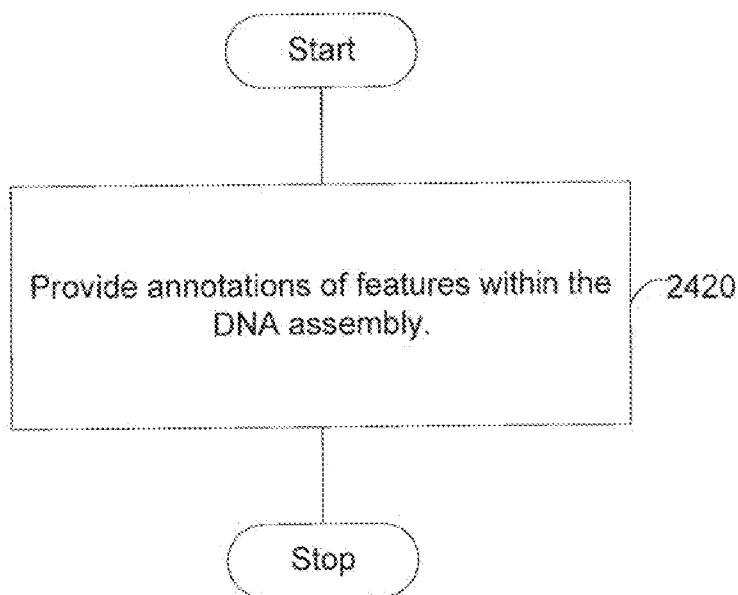 Start
Provide annotations of features within the
DNA assembly.
2420
Stop